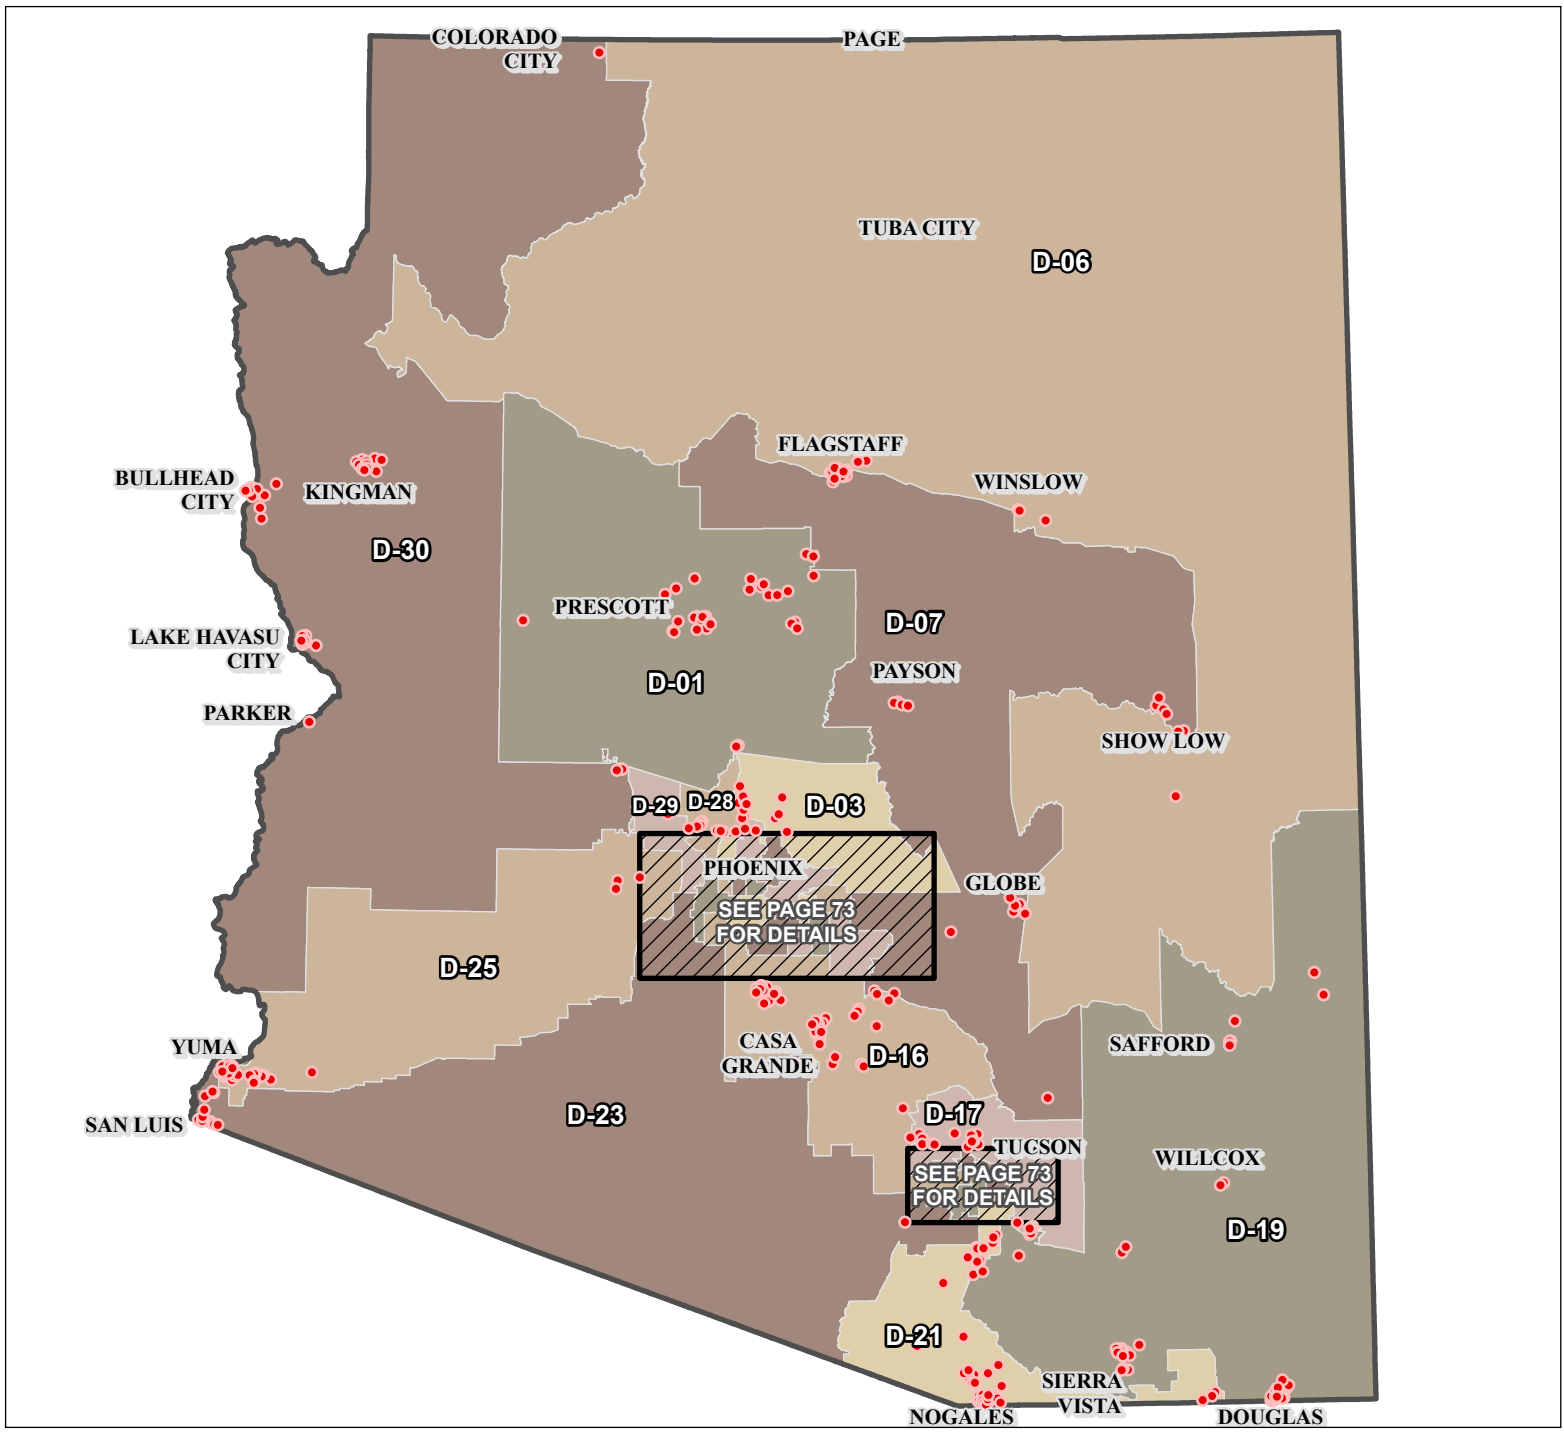 COLORADO
CITY
PAGE
TUBA CITY
D-06
FLAGSTAFF
WINSLOW
BULLHEAD
CITY
KINGMAN
D-30
PRESCOTT
D-07
LAKE HAVASU
CITY
PAYSON
D-01
PARKER
SHOW LOW
D-29
D-28
D-03
PHOENIX
GLOBE
SEE PAGE 73
FOR DETAILS
D-25
YUMA
CASA
GRANDE
D-16
SAFFORD
SAN LUIS
D-23
D-17
TUCSON
WILLCOX
SEE PAGE 73
FOR DETAILS
D-19
D-21
SIERRA
VISTA
NOGALES
DOUGLAS